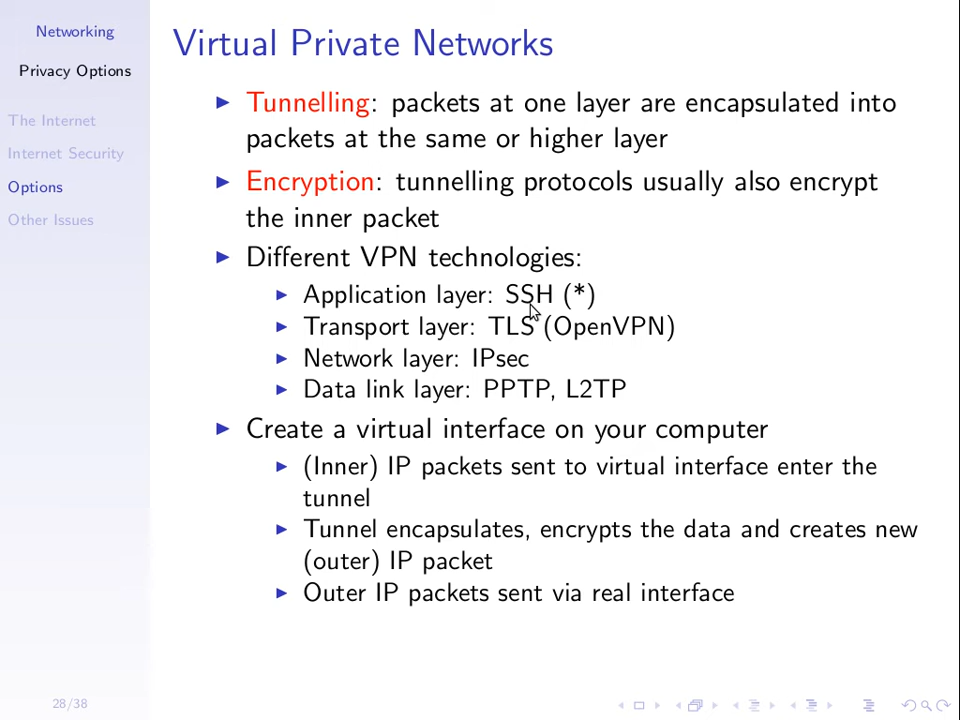 Networking
Privacy Options
The Internet
Internet Security
Options
Other Issues
Virtual Private Networks
Tunnelling: packets at one layer are encapsulated into
packets at the same or higher layer
Encryption: tunnelling protocols usually also encrypt
the inner packet
Different VPN technologies:
Application layer: SSH (*)
Transport layer: TLS (OpenVPN)
Network layer: IPsec
Data link layer: PPTP, L2TP
Create a virtual interface on your computer
(Inner) IP packets sent to virtual interface enter the
tunnel
Tunnel encapsulates, encrypts the data and creates new
(outer) IP packet
Outer IP packets sent via real interface
28/38